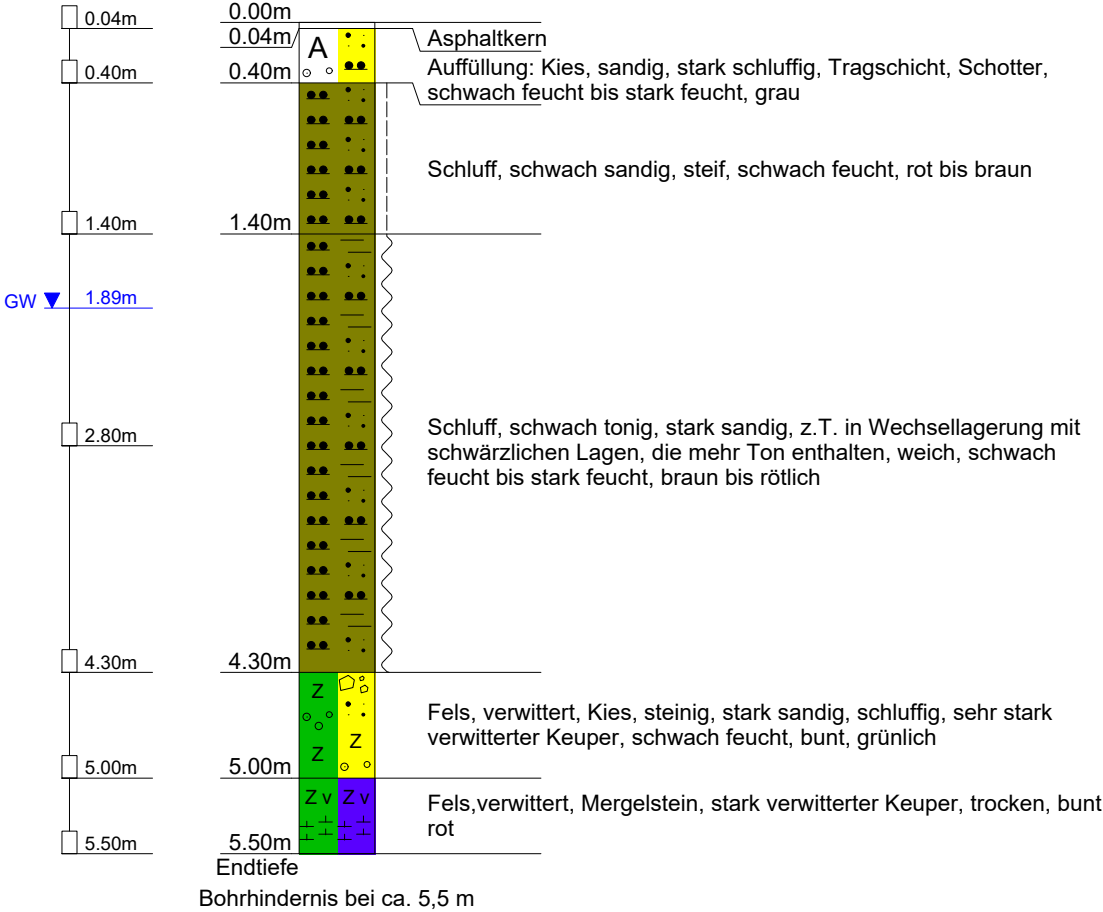 0.00m
0.04m
0.04m
Asphaltkern
A
0.40m
0.40m
Auffüllung: Kies, sandig, stark schluffig, Tragschicht, Schotter,
schwach feucht bis stark feucht, grau
Schluff, schwach sandig, steif, schwach feucht, rot bis braun
1.40m
1.40m
GW
1.89m
2.80m
Schluff, schwach tonig, stark sandig, z.T. in Wechsellagerung mit
schwärzlichen Lagen, die mehr Ton enthalten, weich, schwach
feucht bis stark feucht, braun bis rötlich
4.30m
4.30m
Z
Z
Z
Fels, verwittert, Kies, steinig, stark sandig, schluffig, sehr stark
verwitterter Keuper, schwach feucht, bunt, grünlich
5.00m
5.00m
Z v Z v
Fels,verwittert, Mergelstein, stark verwitterter Keuper, trocken, bunt
rot
5.50m
5.50m
Endtiefe
Bohrhindernis bei ca. 5,5 m